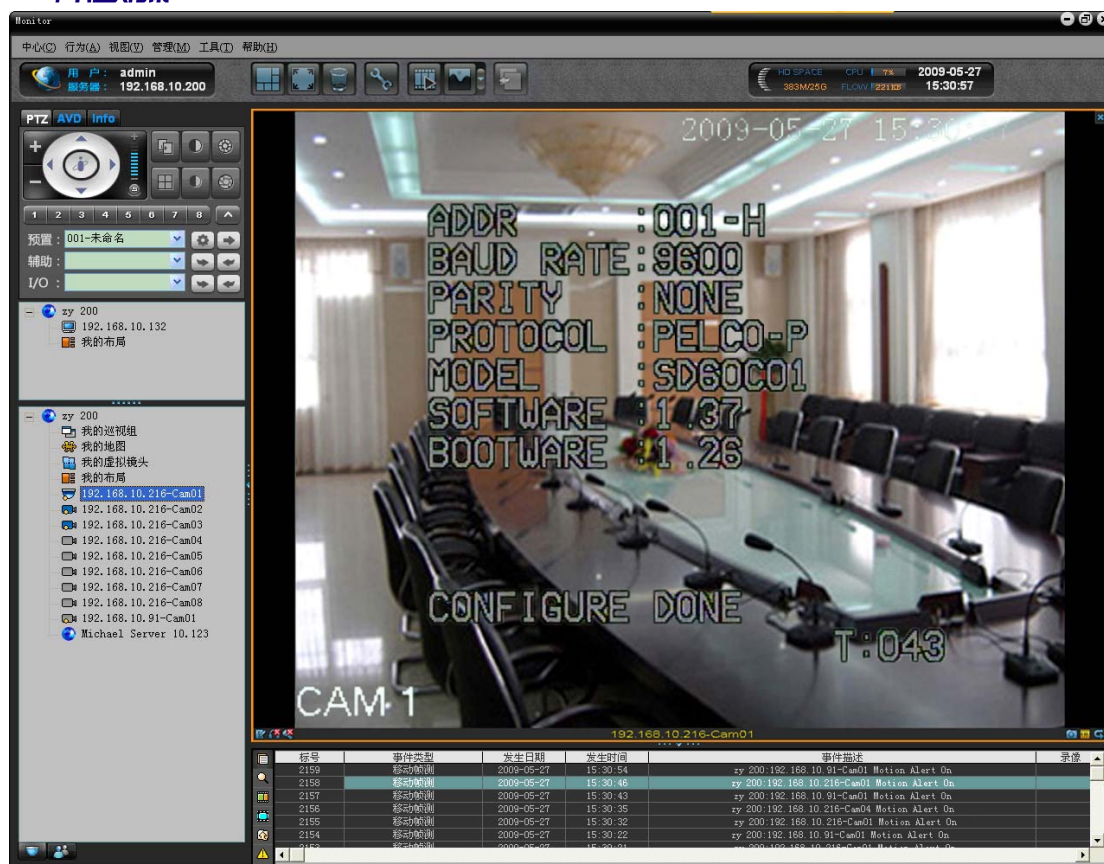 Monitor
中心(C) 行为(A) 视图(V) 管理(M) 工具(T) 帮助(H)
用 户： admin
服务器： 192.168.10.200
HD SPACE CPU 7% 2009-05-27
383M/25G FLOW 221KB 15:30:57
PTZ AVD Info
1 2 3 4 5 6 7 8
预置： 001-未命名
辅助：
I/O ：
zy 200
192.168.10.132
我的布局
zy 200
我的巡视组
我的地图
我的虚拟镜头
我的布局
192.168.10.216-Cam01
192.168.10.216-Cam02
192.168.10.216-Cam03
192.168.10.216-Cam04
192.168.10.216-Cam05
192.168.10.216-Cam06
192.168.10.216-Cam07
192.168.10.216-Cam08
192.168.10.91-Cam01
Michael Server 10.123
2009-05-27 15:30:
ADDR :001-H
BAUD RATE:9600
PARITY :NONE
PROTOCOL :PELCO-P
MODEL :SD60C01
SOFTWARE :1.37
BOOTWARE :1.26
CONFIGURE DONE
T:043
CAM 1
192.168.10.216-Cam01
标号 事件类型 发生日期 发生时间 事件描述 录像
2159 移动侦测 2009-05-27 15:30:54 zy 200:192.168.10.91-Cam01 Motion Alert On
2158 移动侦测 2009-05-27 15:30:46 zy 200:192.168.10.216-Cam01 Motion Alert On
2157 移动侦测 2009-05-27 15:30:43 zy 200:192.168.10.91-Cam01 Motion Alert On
2156 移动侦测 2009-05-27 15:30:35 zy 200:192.168.10.216-Cam04 Motion Alert On
2155 移动侦测 2009-05-27 15:30:32 zy 200:192.168.10.216-Cam01 Motion Alert On
2154 移动侦测 2009-05-27 15:30:22 zy 200:192.168.10.91-Cam01 Motion Alert On